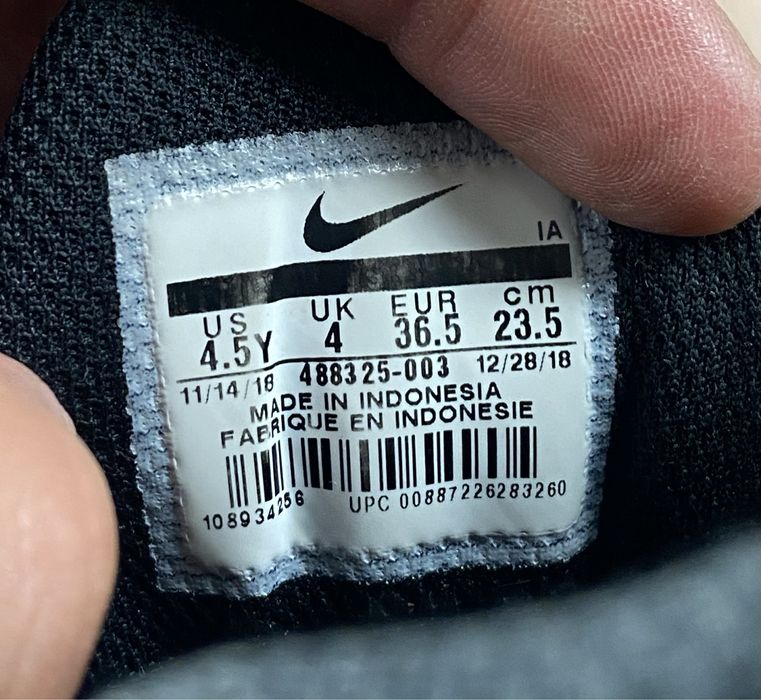 IA
US UK EUR cm
4.5Y 4 36.5 23.5
11/14/18 488325-003 12/28/18
MADE IN INDONESIA
FABRIQUE EN INDONESIE
108934256 UPC 00887226283260